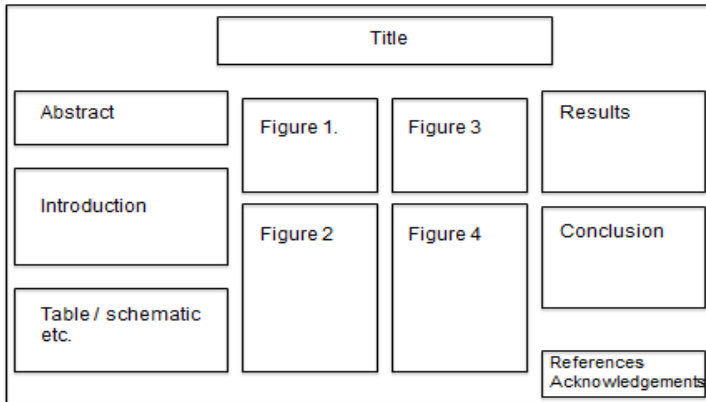 Title
Abstract
Introduction
Table / schematic
etc.
Figure 1.
Figure 2
Figure 3
Figure 4
Results
Conclusion
References
Acknowledgements